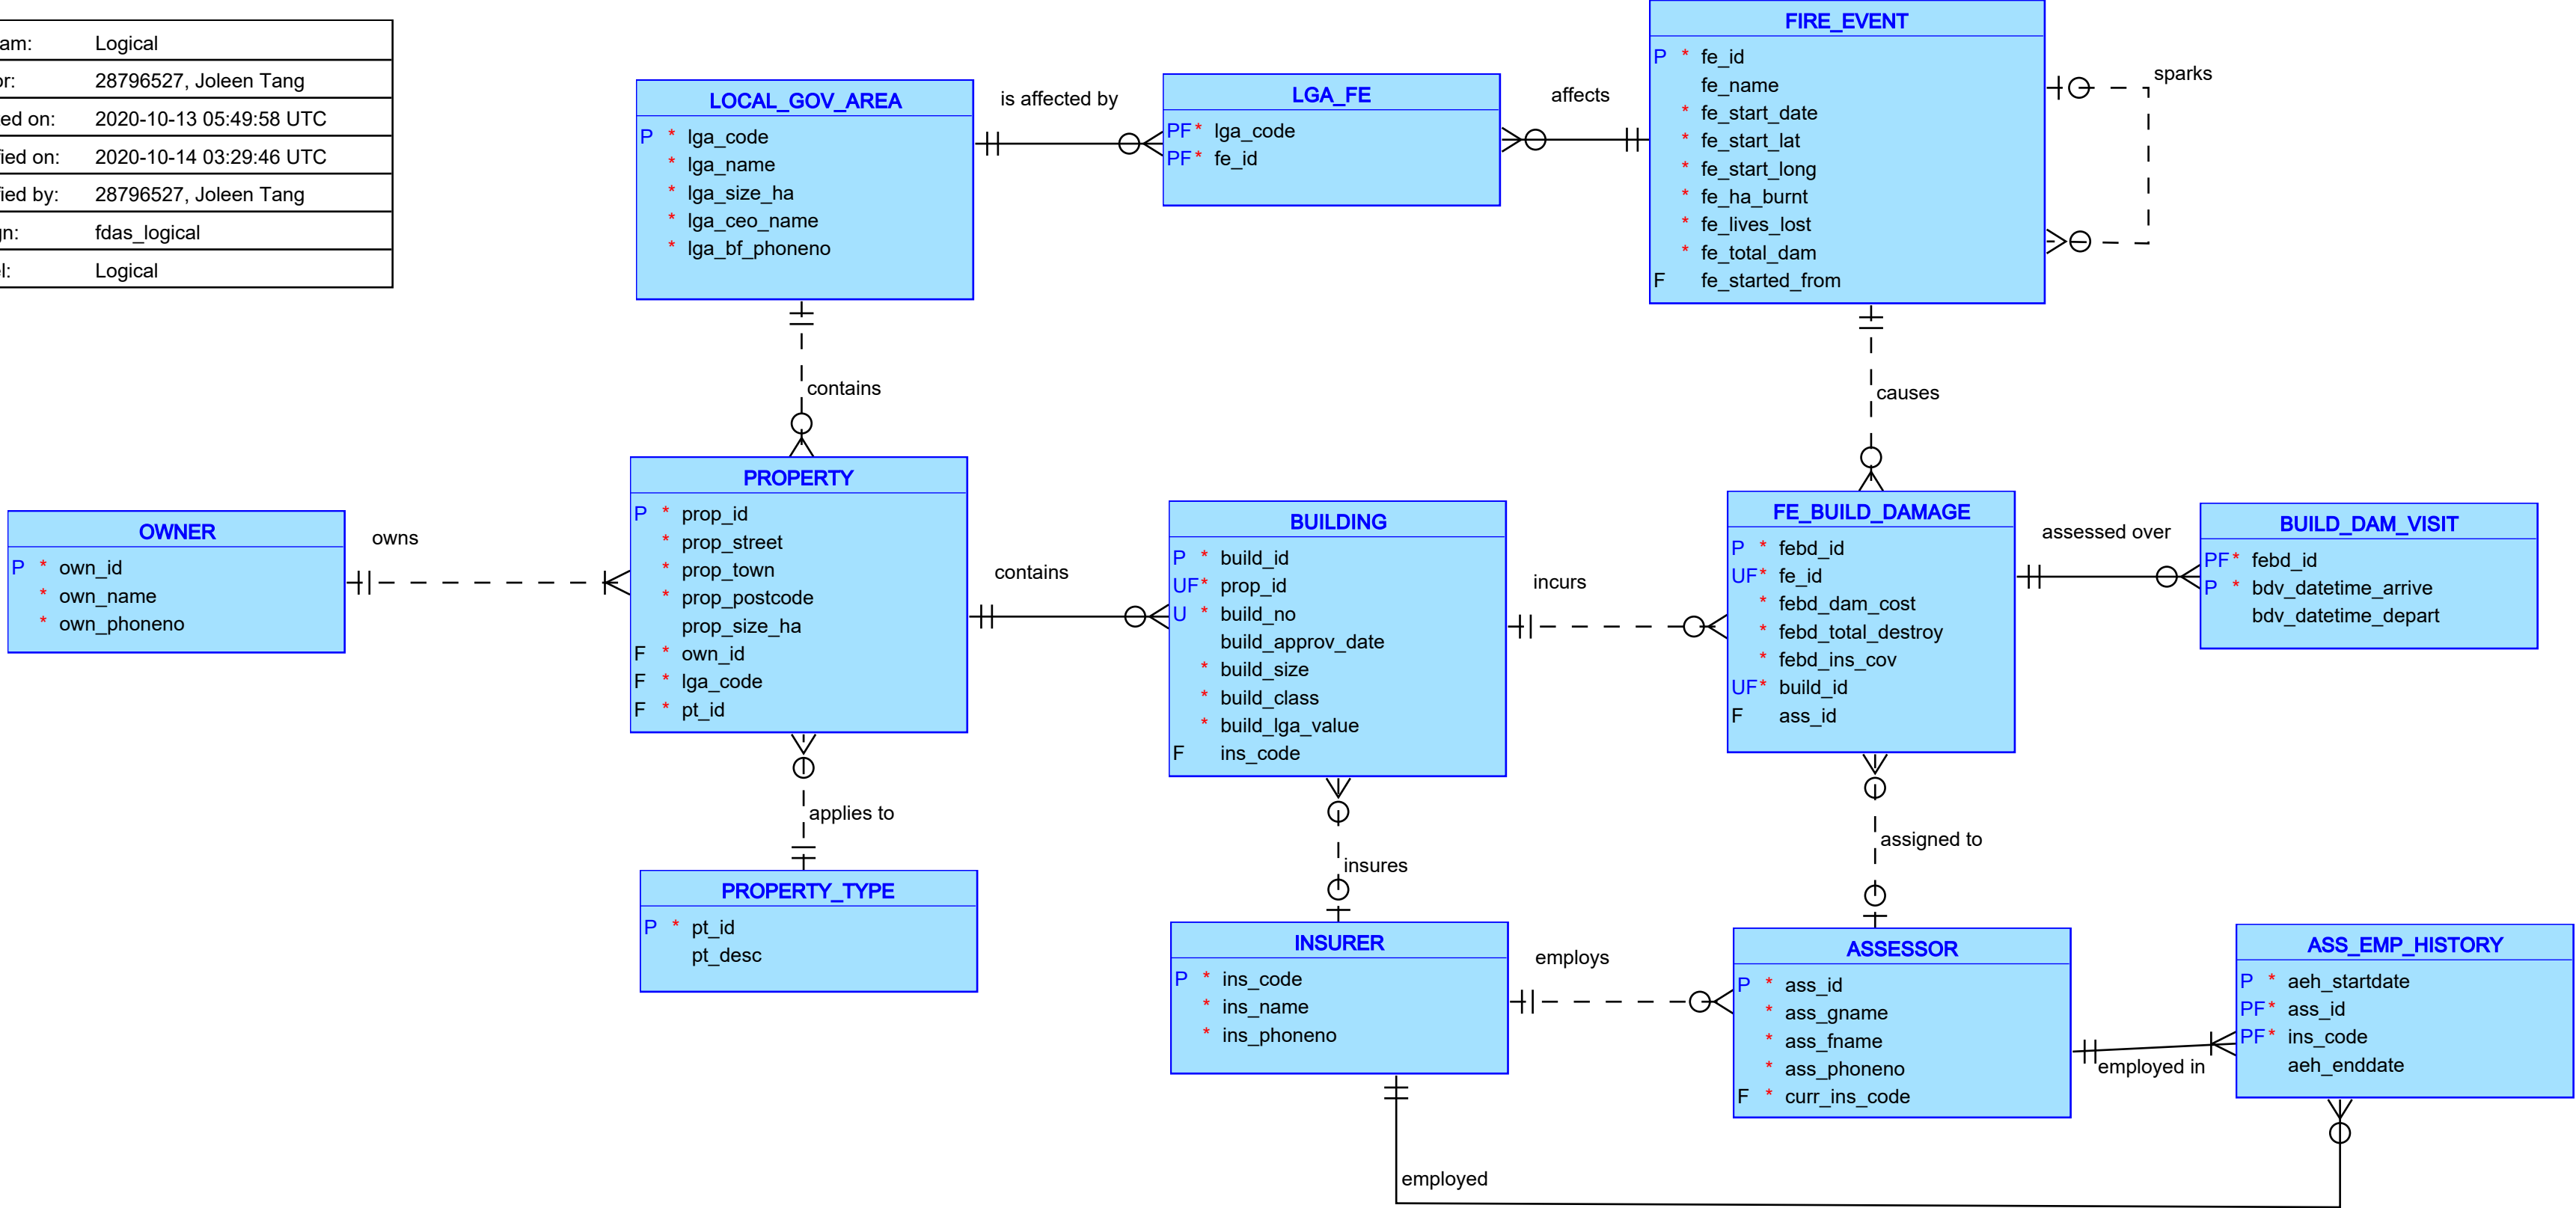 am: Logical
or: 28796527, Joleen Tang
ed on: 2020-10-13 05:49:58 UTC
fied on: 2020-10-14 03:29:46 UTC
fied by: 28796527, Joleen Tang
gn: fdas_logical
el: Logical
LOCAL_GOV_AREA
P * lga_code
* lga_name
* lga_size_ha
* lga_ceo_name
* lga_bf_phoneno
is affected by
LGA_FE
PF* lga_code
PF* fe_id
affects
FIRE_EVENT
P * fe_id
fe_name
* fe_start_date
* fe_start_lat
* fe_start_long
* fe_ha_burnt
* fe_lives_lost
* fe_total_dam
F fe_started_from
sparks
contains
causes
OWNER
P * own_id
* own_name
* own_phoneno
owns
PROPERTY
P * prop_id
* prop_street
* prop_town
* prop_postcode
prop_size_ha
F * own_id
F * lga_code
F * pt_id
contains
BUILDING
P * build_id
UF* prop_id
U * build_no
build_approv_date
* build_size
* build_class
* build_lga_value
F ins_code
incurs
FE_BUILD_DAMAGE
P * febd_id
UF* fe_id
* febd_dam_cost
* febd_total_destroy
* febd_ins_cov
UF* build_id
F ass_id
assessed over
BUILD_DAM_VISIT
PF* febd_id
P * bdv_datetime_arrive
bdv_datetime_depart
applies to
insures
assigned to
PROPERTY_TYPE
P * pt_id
pt_desc
INSURER
P * ins_code
* ins_name
* ins_phoneno
employs
ASSESSOR
P * ass_id
* ass_gname
* ass_fname
* ass_phoneno
F * curr_ins_code
employed in
ASS_EMP_HISTORY
P * aeh_startdate
PF* ass_id
PF* ins_code
aeh_enddate
employed